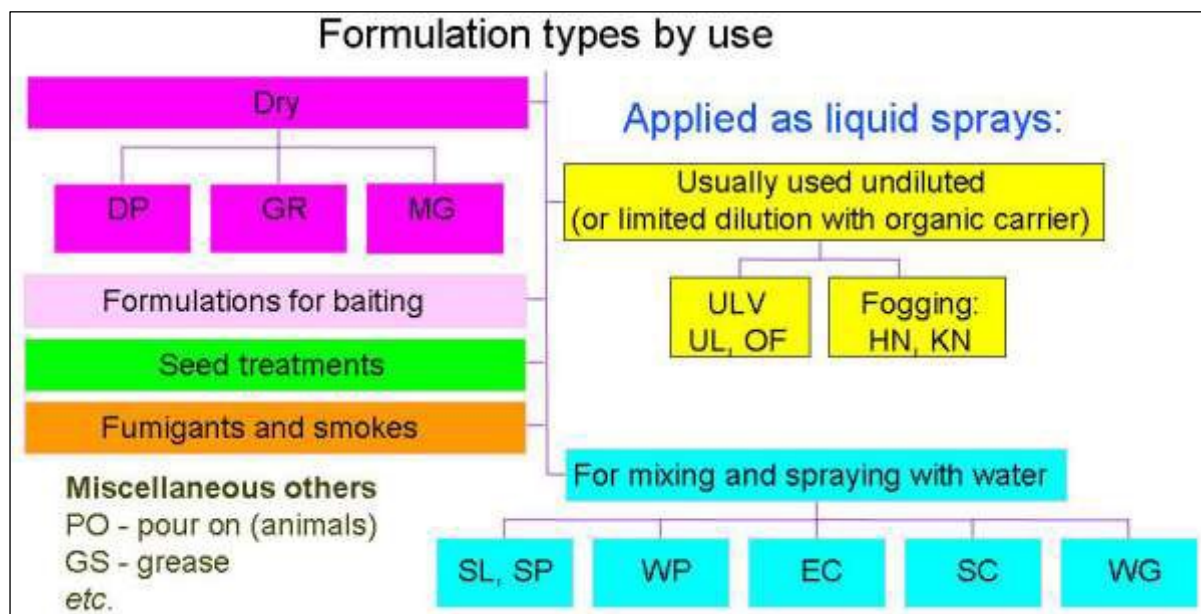 Formulation types by use
Dry
DP
GR
MG
Formulations for baiting
Seed treatments
Fumigants and smokes
Miscellaneous others
PO - pour on (animals)
GS - grease
etc.
Applied as liquid sprays:
Usually used undiluted
(or limited dilution with organic carrier)
ULV
UL, OF
Fogging:
HN, KN
For mixing and spraying with water
SL, SP
WP
EC
SC
WG